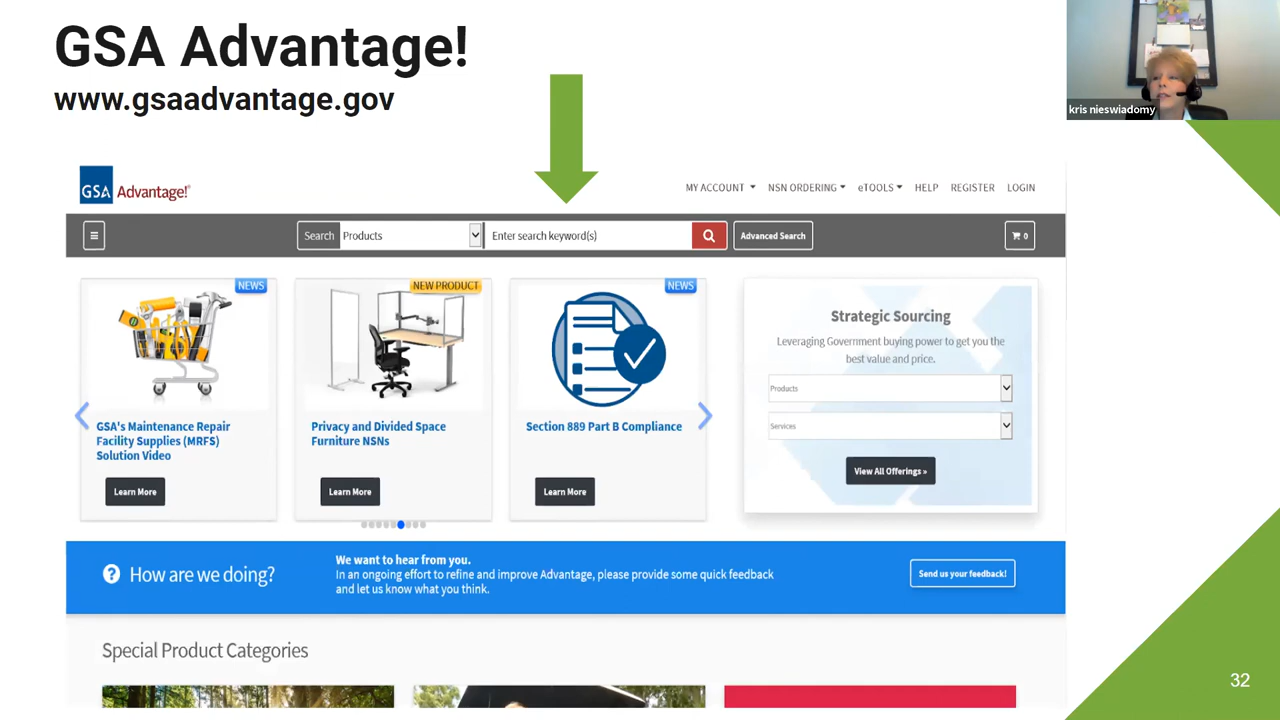 GSA Advantage!
www.gsaadvantage.gov
kris nieswiadomy
GSA Advantage!
MY ACCOUNT NSN ORDERING eTOOLS HELP REGISTER LOGIN
Search Products Enter search keyword(s) Advanced Search 0
NEWS
GSA's Maintenance Repair
Facility Supplies (MRFS)
Solution Video
Learn More
NEW PRODUCT
Privacy and Divided Space
Furniture NSNs
Learn More
NEWS
Section 889 Part B Compliance
Learn More
Strategic Sourcing
Leveraging Government buying power to get you the
best value and price.
Products
Services
View All Offerings »
? How are we doing?
We want to hear from you.
In an ongoing effort to refine and improve Advantage, please provide some quick feedback
and let us know what you think.
Send us your feedback!
Special Product Categories
32